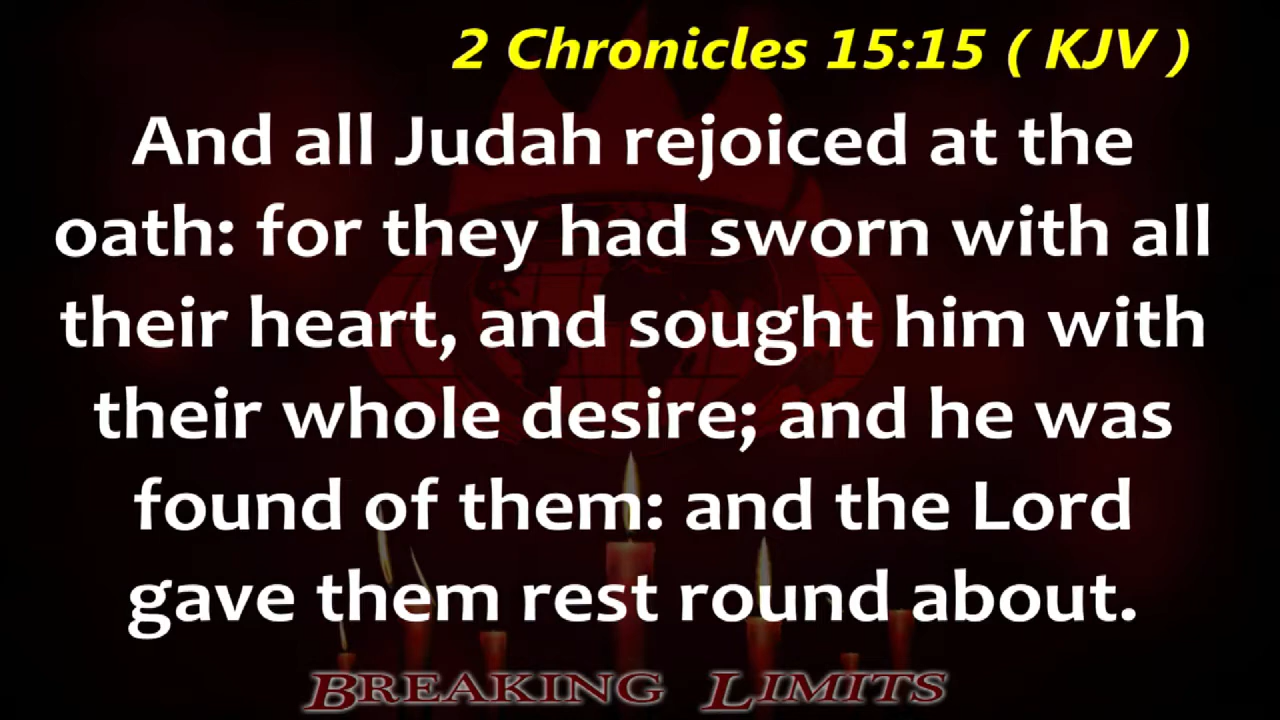 2 Chronicles 15:15 ( KJV )
And all Judah rejoiced at the
oath: for they had sworn with all
their heart, and sought him with
their whole desire; and he was
found of them: and the Lord
gave them rest round about.
BREAKING LIMITS